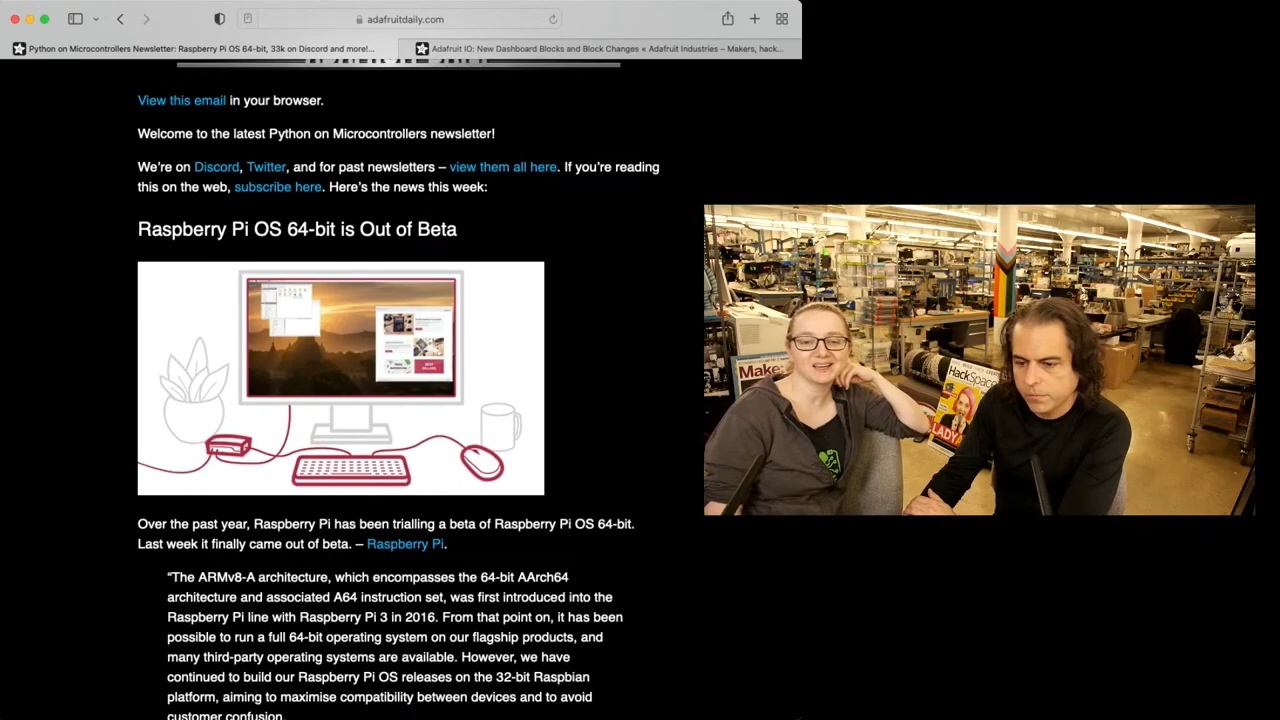 adafruitdaily.com
Python on Microcontrollers Newsletter: Raspberry Pi OS 64-bit, 33k on Discord and more!...
Adafruit IO: New Dashboard Blocks and Block Changes « Adafruit Industries – Makers, hack...
View this email in your browser.
Welcome to the latest Python on Microcontrollers newsletter!
We're on Discord, Twitter, and for past newsletters – view them all here. If you're reading
this on the web, subscribe here. Here's the news this week:
Raspberry Pi OS 64-bit is Out of Beta
Over the past year, Raspberry Pi has been trialling a beta of Raspberry Pi OS 64-bit.
Last week it finally came out of beta. – Raspberry Pi.
"The ARMv8-A architecture, which encompasses the 64-bit AArch64
architecture and associated A64 instruction set, was first introduced into the
Raspberry Pi line with Raspberry Pi 3 in 2016. From that point on, it has been
possible to run a full 64-bit operating system on our flagship products, and
many third-party operating systems are available. However, we have
continued to build our Raspberry Pi OS releases on the 32-bit Raspbian
platform, aiming to maximise compatibility between devices and to avoid
customer confusion.
Make:
HackSpace
LADY